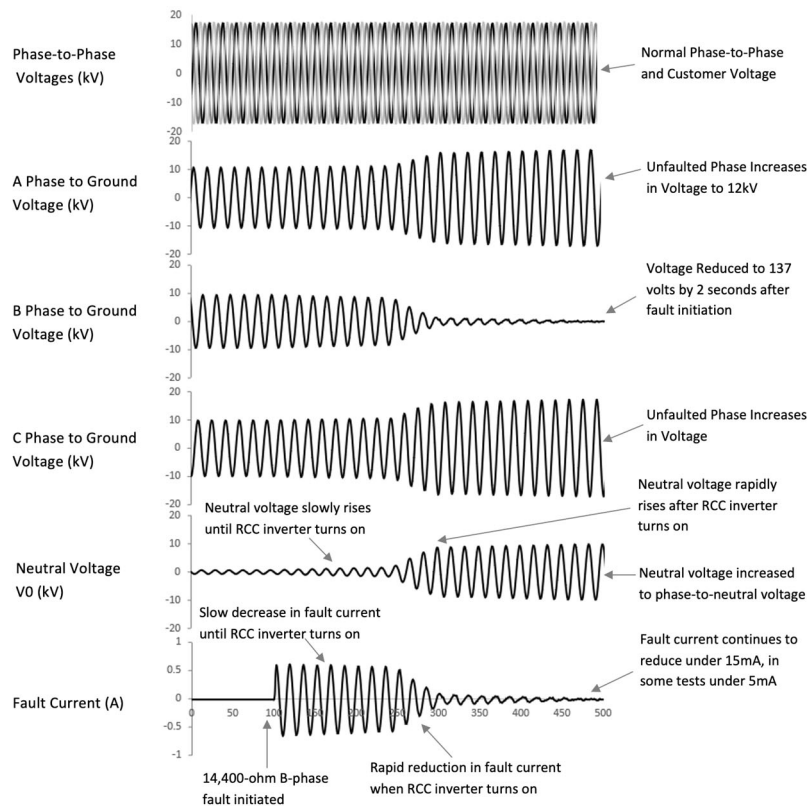 Phase-to-Phase
Voltages (kV)
20
10
0
-10
-20
Normal Phase-to-Phase
and Customer Voltage
A Phase to Ground
Voltage (kV)
20
10
0
-10
-20
Unfaulted Phase Increases
in Voltage to 12kV
B Phase to Ground
Voltage (kV)
20
10
0
-10
-20
Voltage Reduced to 137
volts by 2 seconds after
fault initiation
C Phase to Ground
Voltage (kV)
20
10
0
-10
-20
Unfaulted Phase Increases
in Voltage
Neutral voltage slowly rises
until RCC inverter turns on
Neutral voltage rapidly
rises after RCC inverter
turns on
Neutral Voltage
V0 (kV)
20
10
0
-10
20
Neutral voltage increased
to phase-to-neutral voltage
Slow decrease in fault current
until RCC inverter turns on
Fault current continues to
reduce under 15mA, in
some tests under 5mA
Fault Current (A)
1
0.5
0
-0.5
-1
0 50 100 150 200 250 300 350 400 450 500
14,400-ohm B-phase
fault initiated
Rapid reduction in fault current
when RCC inverter turns on